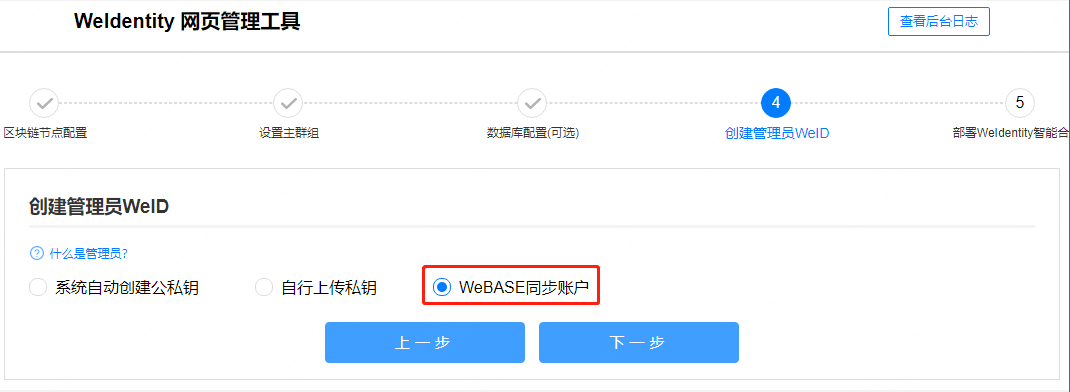 WeIdentity 网页管理工具
查看后台日志
4
5
区块链节点配置
设置主群组
数据库配置(可选)
创建管理员WeID
部署WeIdentity智能合
创建管理员WeID
? 什么是管理员?
系统自动创建公私钥
自行上传私钥
WeBASE同步账户
上一步
下一步